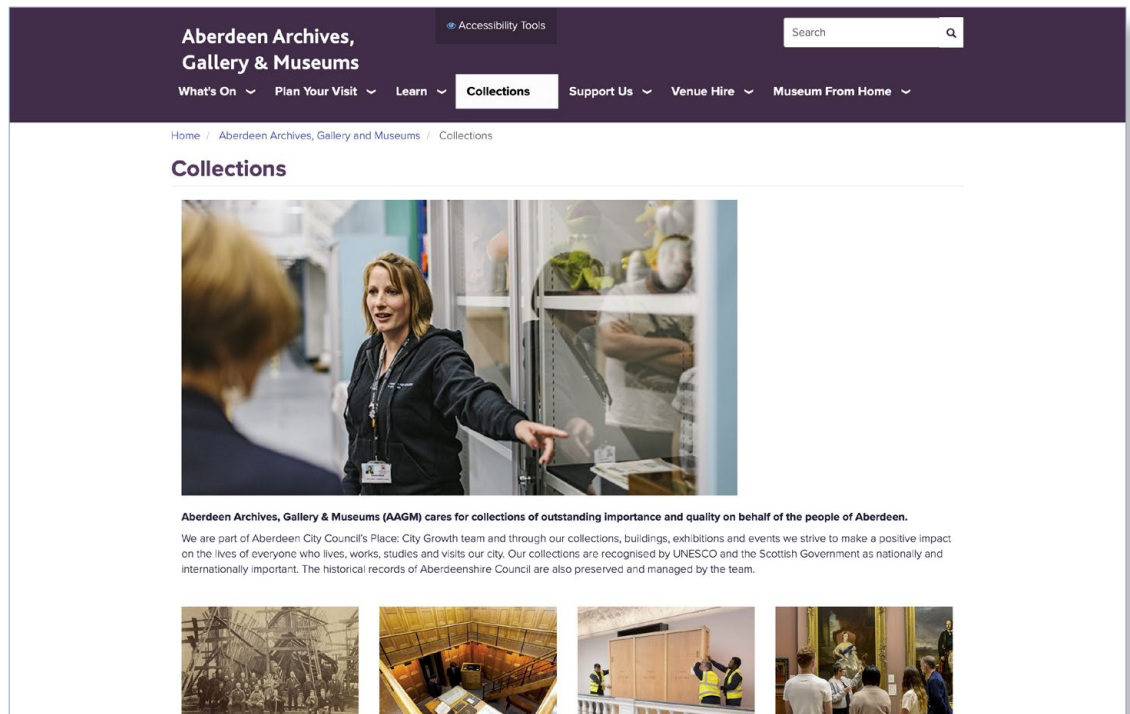 Accessibility Tools
Aberdeen Archives,
Gallery & Museums
Search
What's On
Plan Your Visit
Learn
Collections
Support Us
Venue Hire
Museum From Home
Home / Aberdeen Archives, Gallery and Museums / Collections
Collections
Aberdeen Archives, Gallery & Museums (AAGM) cares for collections of outstanding importance and quality on behalf of the people of Aberdeen.
We are part of Aberdeen City Council's Place: City Growth team and through our collections, buildings, exhibitions and events we strive to make a positive impact
on the lives of everyone who lives, works, studies and visits our city. Our collections are recognised by UNESCO and the Scottish Government as nationally and
internationally important. The historical records of Aberdeenshire Council are also preserved and managed by the team.